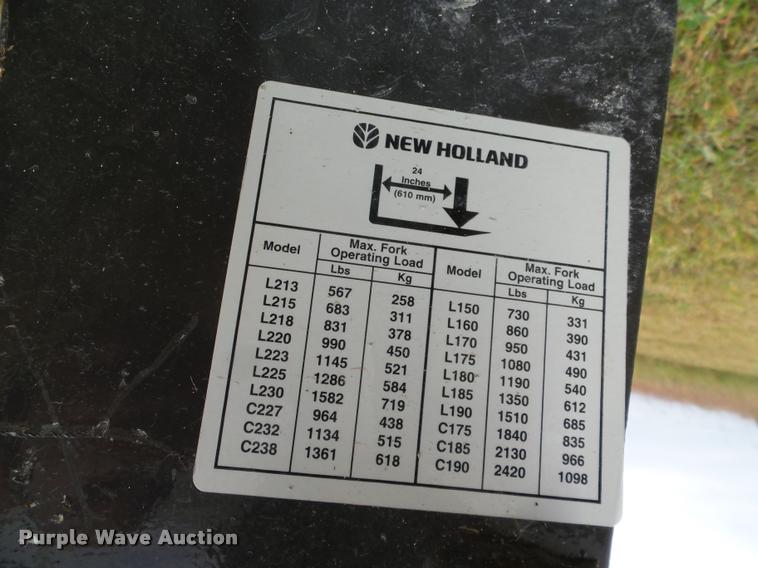 NEW HOLLAND
24
Inches
(610 mm)
Model Max. Fork Operating Load Model Max. Fork Operating Load
Lbs Kg Lbs Kg
L213 567 258 L150 730 331
L215 683 311 L160 860 390
L218 831 378 L170 950 431
L220 990 450 L175 1080 490
L223 1145 521 L180 1190 540
L225 1286 584 L185 1350 612
L230 1582 719 L190 1510 685
C227 964 438 C175 1840 835
C232 1134 515 C185 2130 966
C238 1361 618 C190 2420 1098
Purple Wave Auction